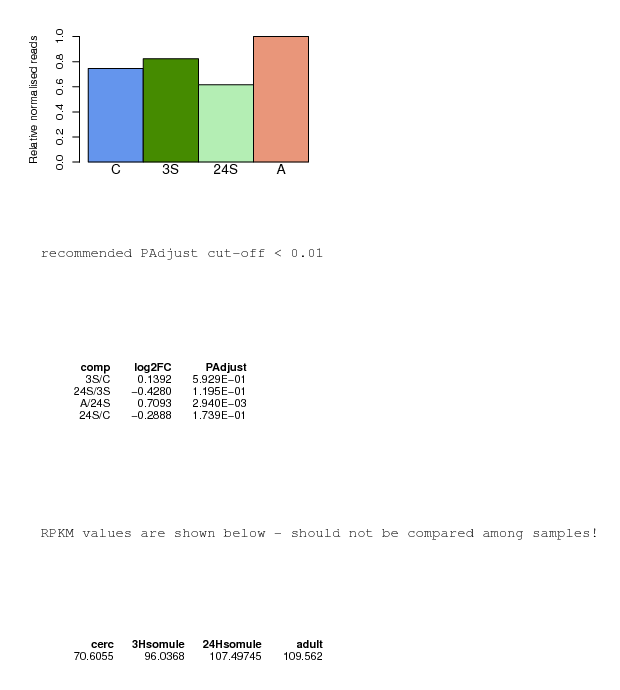 Relative normalised reads
1.0
0.8
0.6
0.4
0.2
0.0
C 3S 24S A
recommended PAdjust cut-off < 0.01
comp log2FC PAdjust
3S/C 0.1392 5.929E−01
24S/3S −0.4280 1.195E−01
A/24S 0.7093 2.940E−03
24S/C −0.2888 1.739E−01
RPKM values are shown below - should not be compared among samples!
cerc 3Hsomule 24Hsomule adult
70.6055 96.0368 107.49745 109.562